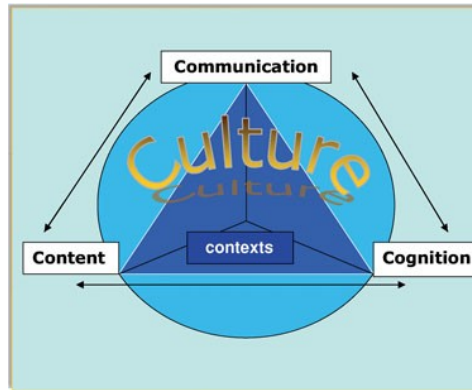 Communication
Culture
Culture
contexts
Content
Cognition